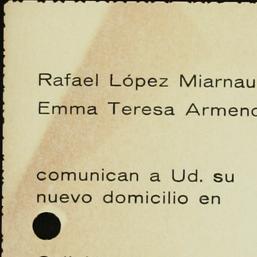 Rafael López Miarnau
Emma Teresa
comunican a Ud. su
nuevo domicilio en